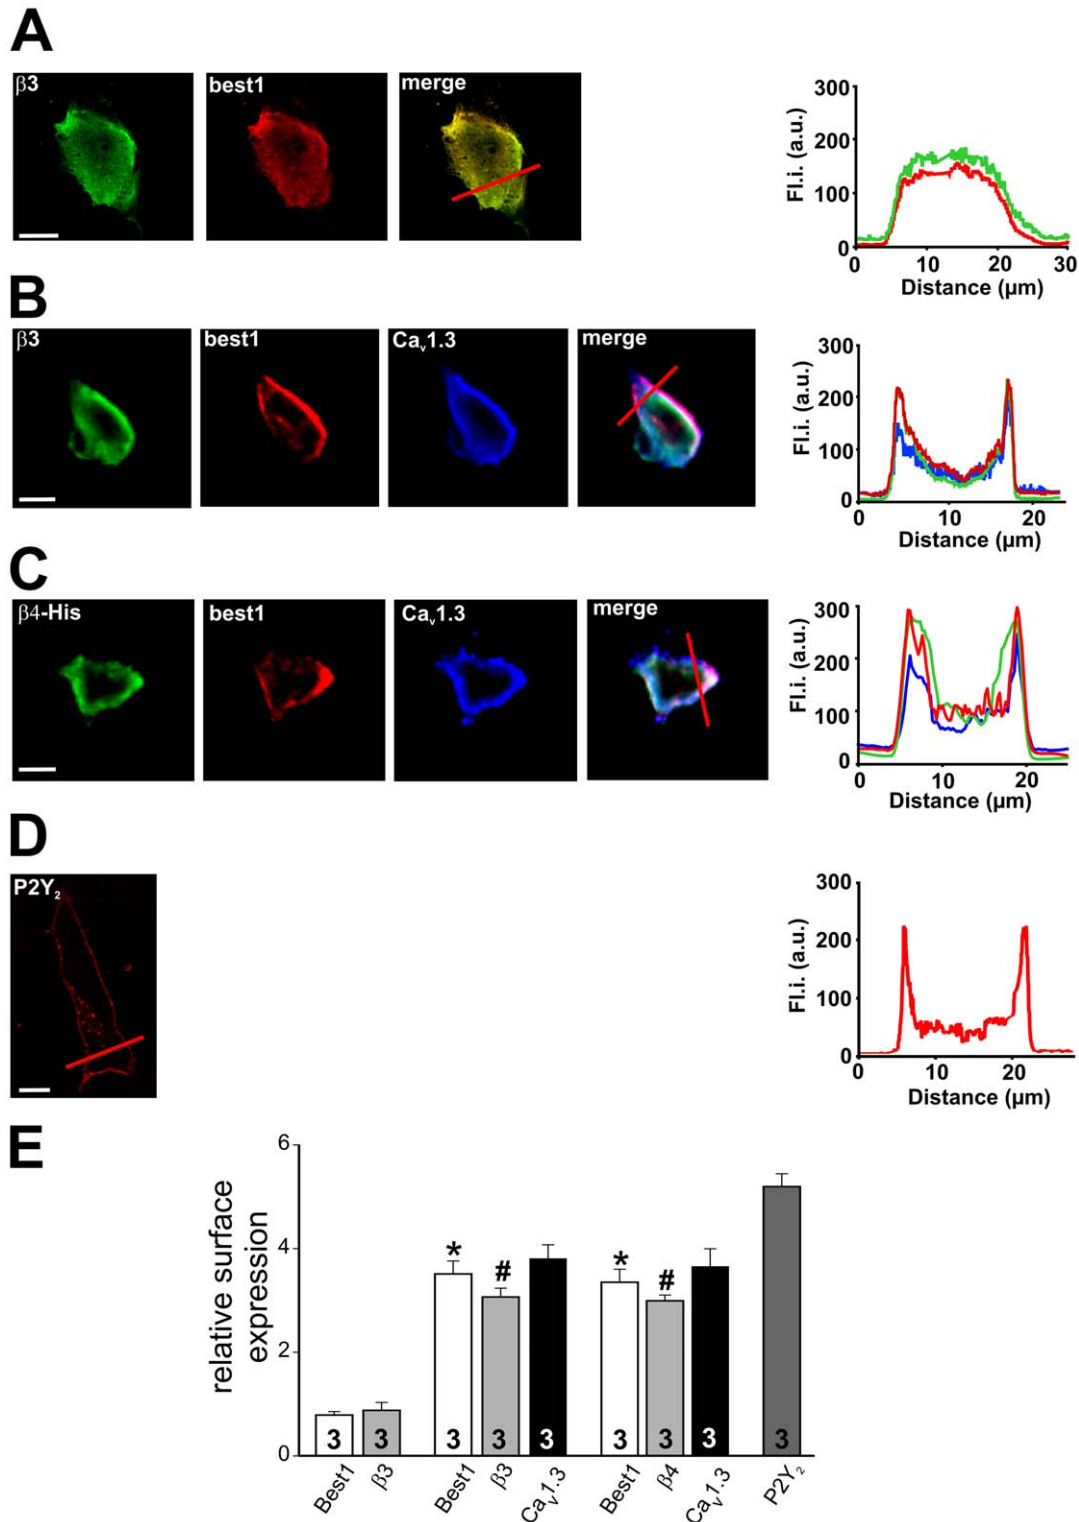 A
β3
best1
merge
300
200
100
0
Fl.i. (a.u.)
0 10 20 30
Distance (µm)
B
β3
best1
Caᵥ1.3
merge
300
200
100
0
Fl.i. (a.u.)
0 10 20
Distance (µm)
C
β4-His
best1
Caᵥ1.3
merge
300
200
100
0
Fl.i. (a.u.)
10 20
Distance (µm)
D
P2Y₂
300
200
100
0
Fl.i. (a.u.)
0 10 20
Distance (µm)
E
relative surface
expression
6
4
2
0
* # * #
3 3 3 3 3 3 3 3 3
Best1 β3 Best1 β3 Caᵥ1.3 Best1 β4 Caᵥ1.3 P2Y₂